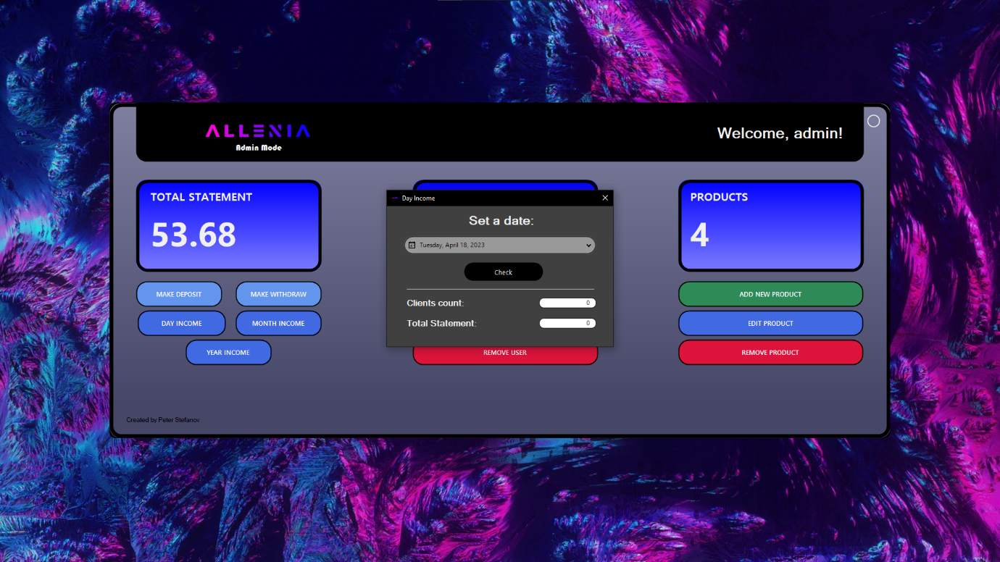 ALLENIA
Admin Mode
Welcome, admin!
TOTAL STATEMENT
53.68
MAKE DEPOSIT
MAKE WITHDRAW
DAY INCOME
MONTH INCOME
YEAR INCOME
Day Income
Set a date:
Tuesday, April 18, 2023
Check
Clients count: 0
Total Statement: 0
REMOVE USER
PRODUCTS
4
ADD NEW PRODUCT
EDIT PRODUCT
REMOVE PRODUCT
Created by Peter Stefanov